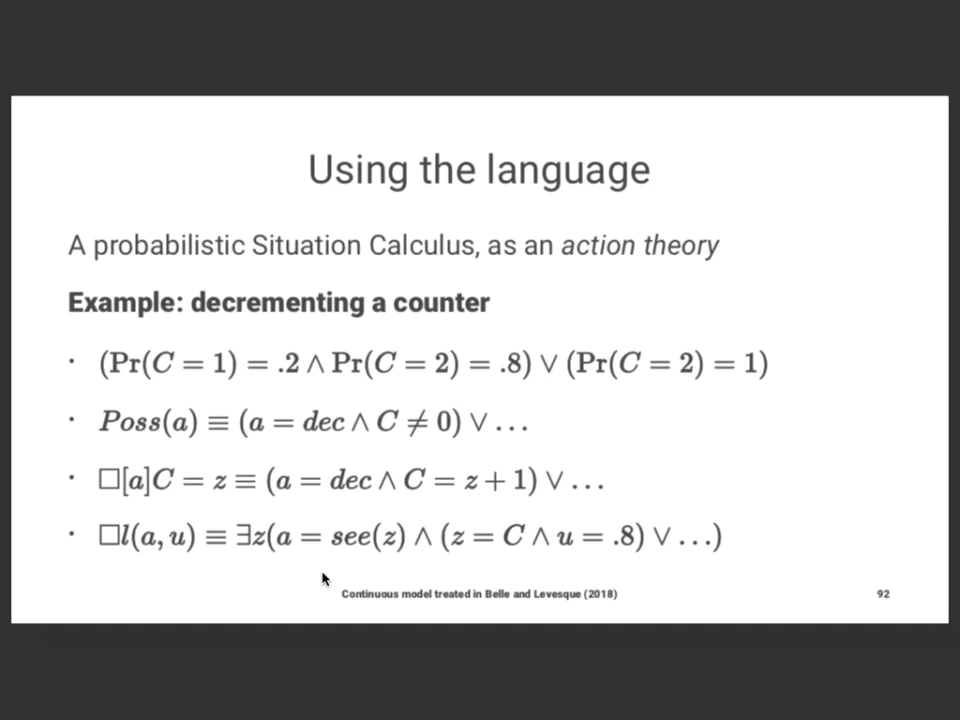 Using the language
A probabilistic Situation Calculus, as an action theory
Example: decrementing a counter
· (Pr(C = 1) = .2 ∧ Pr(C = 2) = .8) ∨ (Pr(C = 2) = 1)
· Poss(a) ≡ (a = dec ∧ C ≠ 0) ∨ …
· □[a]C = z ≡ (a = dec ∧ C = z + 1) ∨ …
· □l(a, u) ≡ ∃z(a = see(z) ∧ (z = C ∧ u = .8) ∨ …)
Continuous model treated in Belle and Levesque (2018)
92